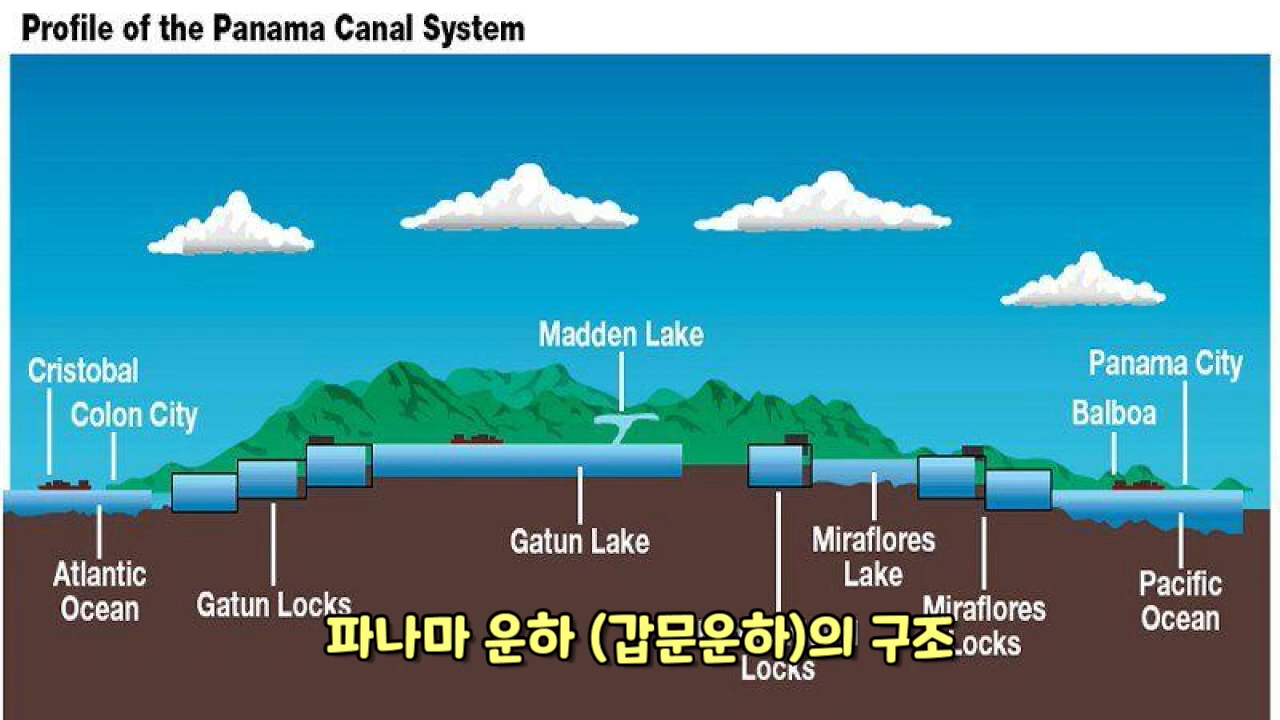 Profile of the Panama Canal System
Madden Lake
Cristobal
Colon City
Panama City
Balboa
Gatun Lake
Miraflores
Lake
Atlantic
Ocean
Gatun Locks
Pacific
Ocean
Miraflores
Locks
파나마 운하 (갑문운하)의 구조
Locks